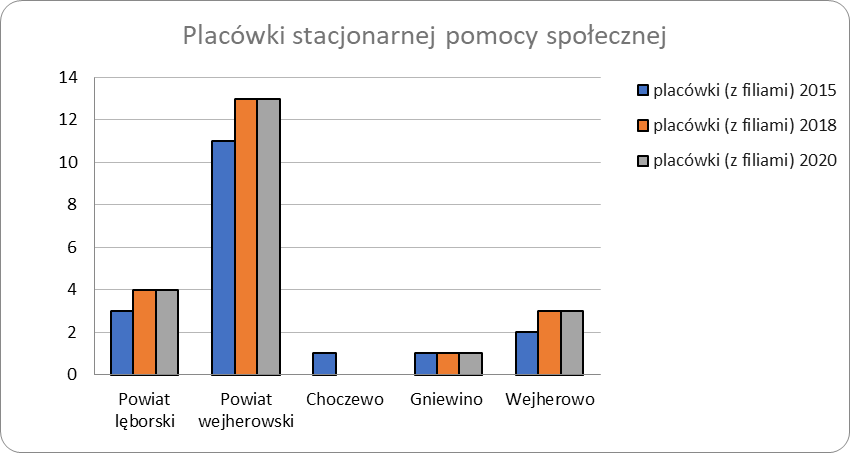 Placówki stacjonarnej pomocy społecznej
14
12
10
8
6
4
2
0
Powiat
lęborski
Powiat
wejherowski
Choczewo
Gniewino
Wejherowo
placówki (z filiami) 2015
placówki (z filiami) 2018
placówki (z filiami) 2020